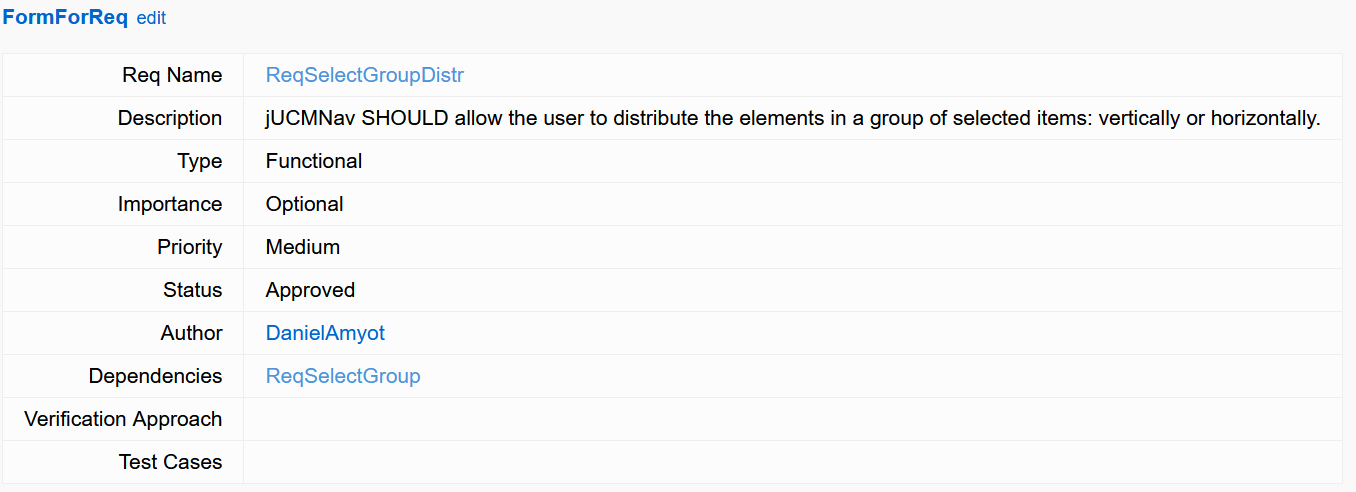 FormForReq edit
Req Name ReqSelectGroupDistr
Description jUCMNav SHOULD allow the user to distribute the elements in a group of selected items: vertically or horizontally.
Type Functional
Importance Optional
Priority Medium
Status Approved
Author DanielAmyot
Dependencies ReqSelectGroup
Verification Approach
Test Cases